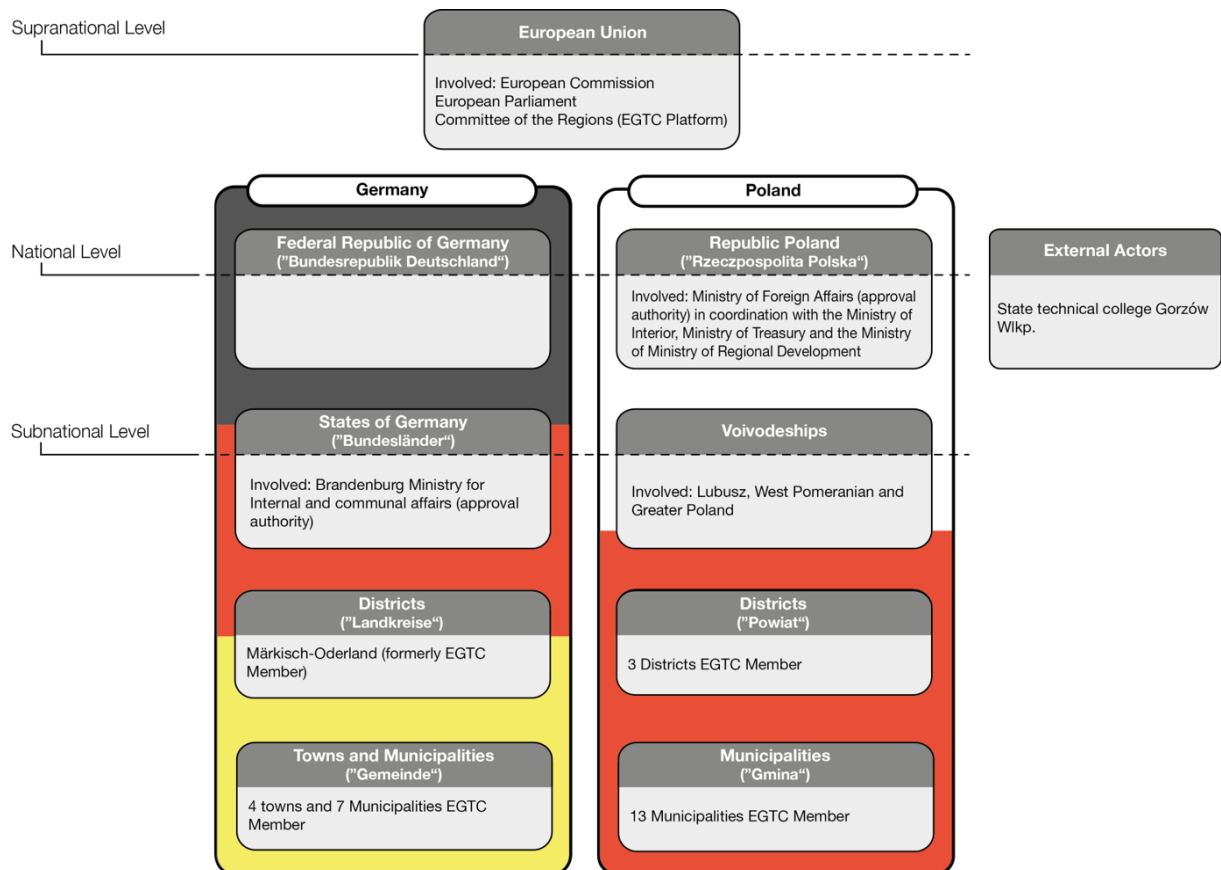 Supranational Level
European Union
Involved: European Commission
European Parliament
Committee of the Regions (EGTC Platform)
Germany
Poland
National Level
Federal Republic of Germany
("Bundesrepublik Deutschland“)
Republic Poland
("Rzeczpospolita Polska“)
External Actors
Involved: Ministry of Foreign Affairs (approval
authority) in coordination with the Ministry of
Interior, Ministry of Treasury and the Ministry
of Ministry of Regional Development
State technical college Gorzów
Wlkp.
Subnational Level
States of Germany
("Bundesländer“)
Voivodeships
Involved: Brandenburg Ministry for
Internal and communal affairs (approval
authority)
Involved: Lubusz, West Pomeranian and
Greater Poland
Districts
("Landkreise“)
Districts
("Powiat“)
Märkisch-Oderland (formerly EGTC
Member)
3 Districts EGTC Member
Towns and Municipalities
("Gemeinde“)
Municipalities
("Gmina“)
4 towns and 7 Municipalities EGTC
Member
13 Municipalities EGTC Member